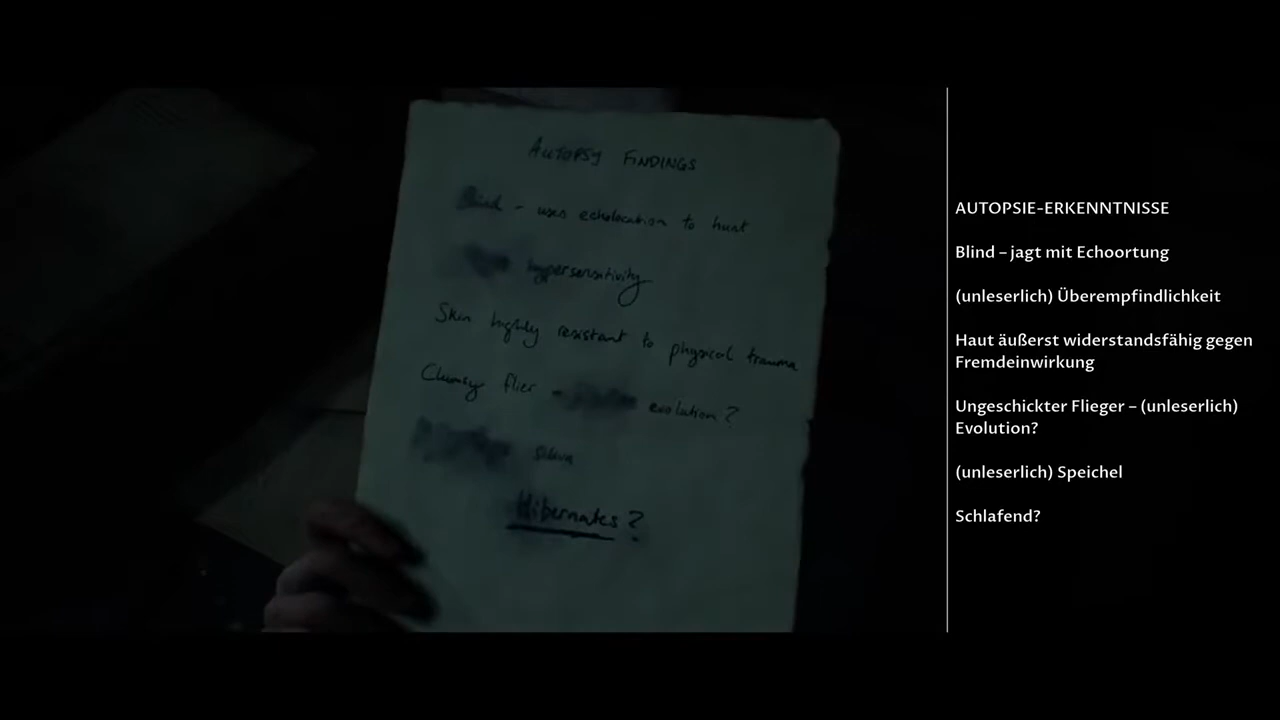 AUTOPSY FINDINGS
Blind - uses echolocation to hunt
hypersensitivity
Skin highly resistant to physical trauma
Clumsy flier - evolution?
saliva
Hibernates?
AUTOPSIE-ERKENNTNISSE
Blind – jagt mit Echoortung
(unleserlich) Überempfindlichkeit
Haut äußerst widerstandsfähig gegen
Fremdeinwirkung
Ungeschickter Flieger – (unleserlich)
Evolution?
(unleserlich) Speichel
Schlafend?